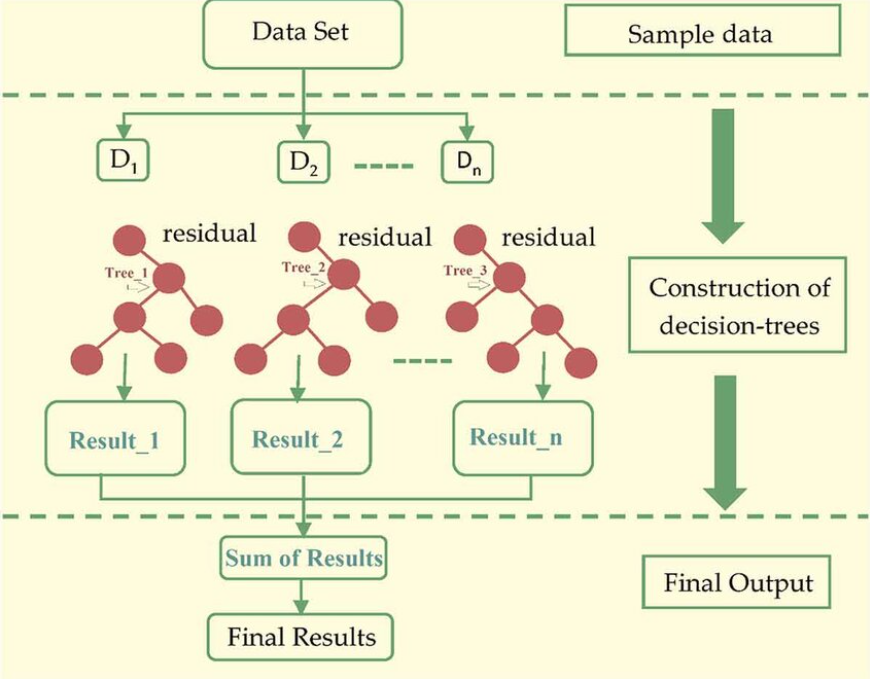 Data Set
Sample data
D1
D2
Dn
residual
residual
residual
Tree_1
Tree_2
Tree_3
Construction of
decision-trees
Result_1
Result_2
Result_n
Sum of Results
Final Output
Final Results